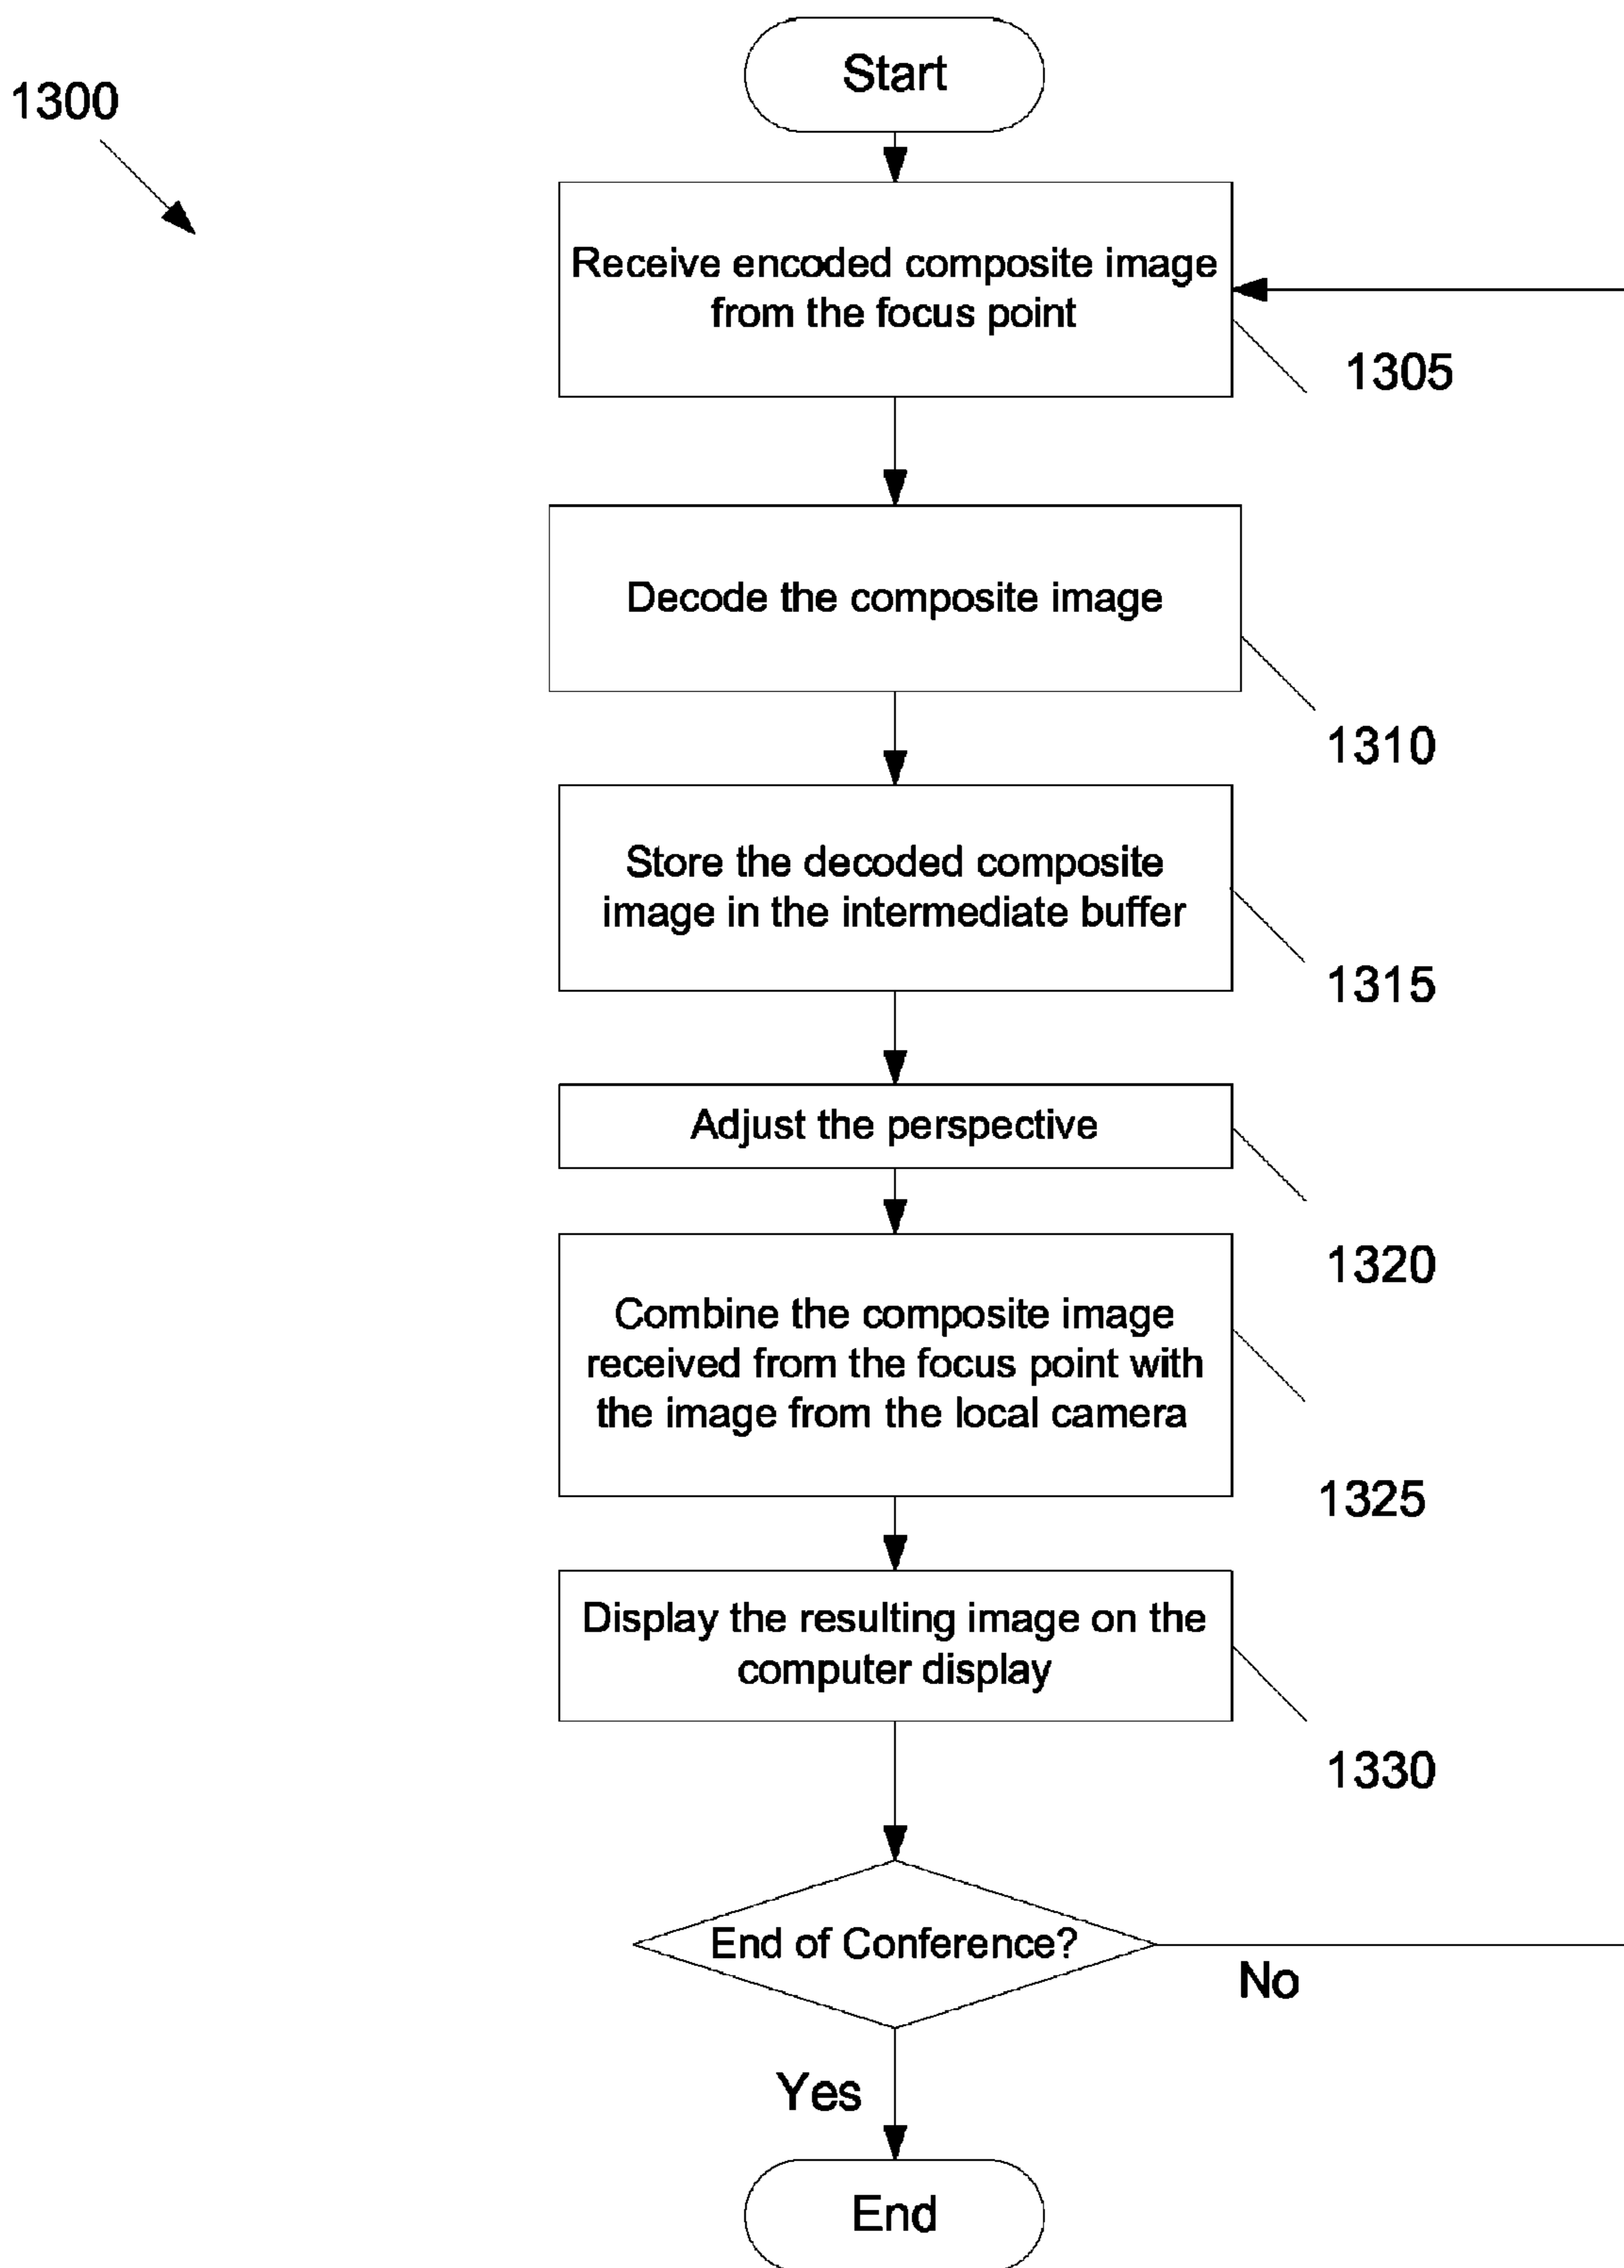 Start
1300
Receive encoded composite image
from the focus point
1305
Decode the composite image
1310
Store the decoded composite
image in the intermediate buffer
1315
Adjust the perspective
1320
Combine the composite image
received from the focus point with
the image from the local camera
1325
Display the resulting image on the
computer display
1330
End of Conference?
No
Yes
End